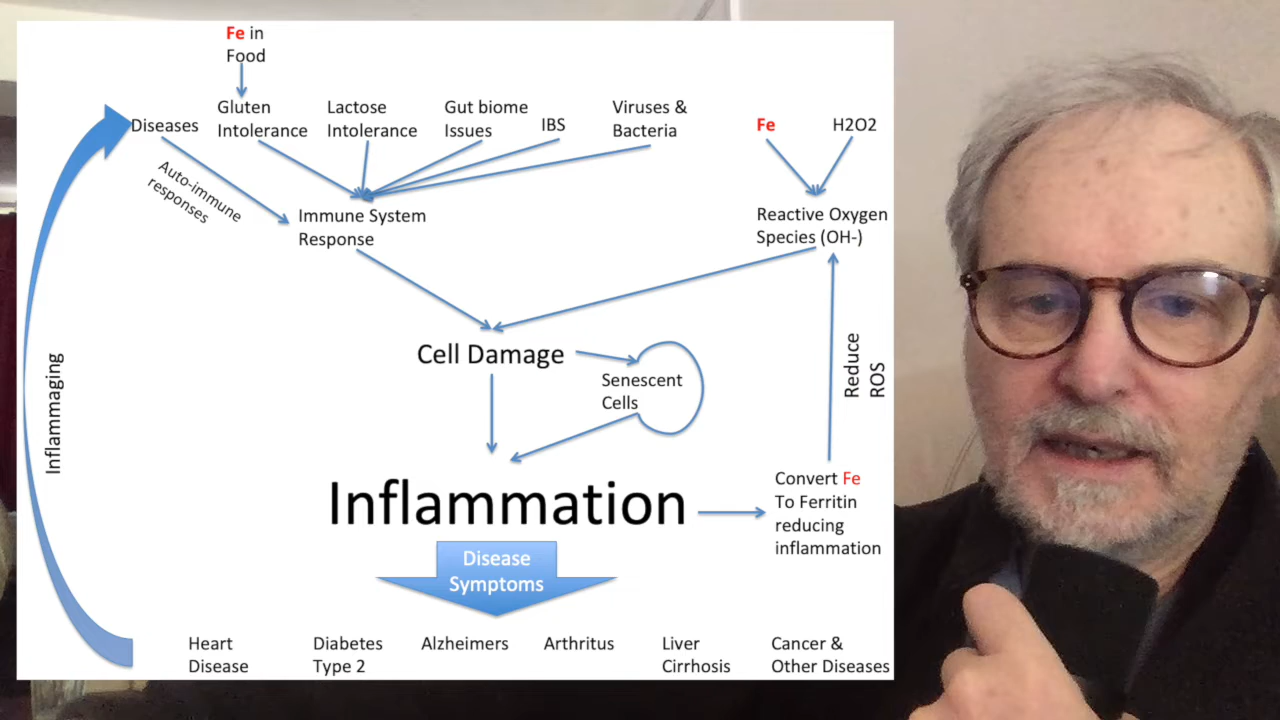 Fe in
Food
Diseases
Gluten
Intolerance
Lactose
Intolerance
Gut biome
Issues
IBS
Viruses &
Bacteria
Fe
H2O2
Auto-immune
responses
Immune System
Response
Reactive Oxygen
Species (OH-)
Cell Damage
Senescent
Cells
Reduce
ROS
Inflammaging
Inflammation
Convert Fe
To Ferritin
reducing
inflammation
Disease
Symptoms
Heart
Disease
Diabetes
Type 2
Alzheimers
Arthritus
Liver
Cirrhosis
Cancer &
Other Diseases